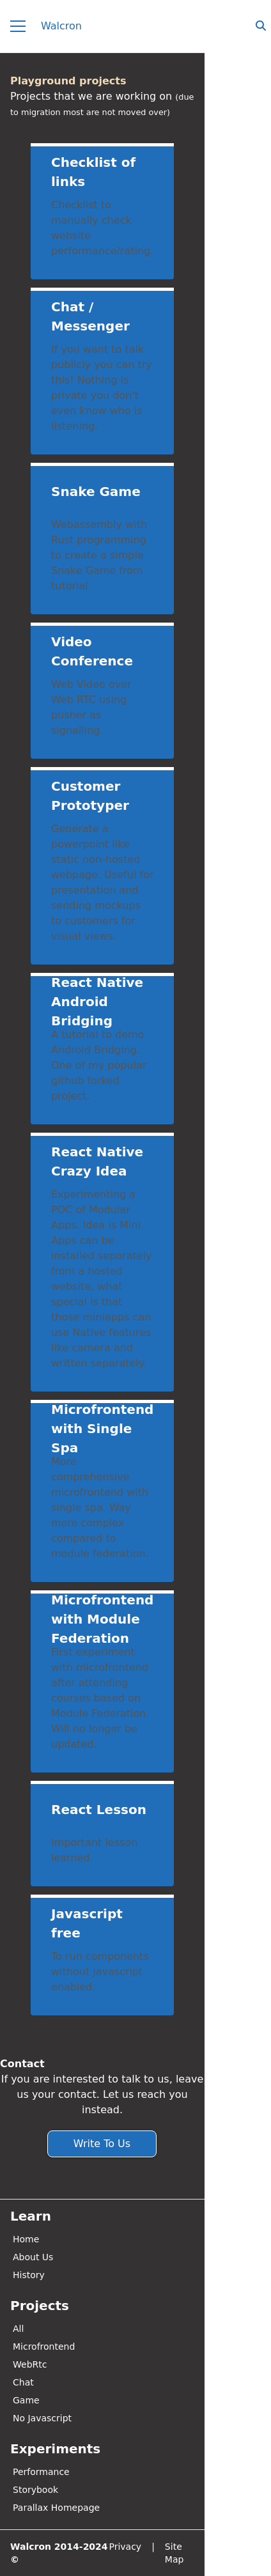 Walcron
Playground projects
Projects that we are working on (due
to migration most are not moved over)
Checklist of
links
Checklist to
manually check
website
performance/rating.
Chat /
Messenger
If you want to talk
publicly you can try
this! Nothing is
private you don't
even know who is
listening.
Snake Game
Webassembly with
Rust programming
to create a simple
Snake Game from
tutorial.
Video
Conference
Web Video over
Web RTC using
pusher as
signalling.
Customer
Prototyper
Generate a
powerpoint like
static non-hosted
webpage. Useful for
presentation and
sending mockups
to customers for
visual views.
React Native
Android
Bridging
A tutorial to demo
Android Bridging.
One of my popular
github forked
project.
React Native
Crazy Idea
Experimenting a
POC of Modular
Apps. Idea is Mini
Apps can be
installed separately
from a hosted
website, what
special is that
those miniapps can
use Native features
like camera and
written separately.
Microfrontend
with Single
Spa
More
comprehensive
microfrontend with
single spa. Way
more complex
compared to
module federation.
Microfrontend
with Module
Federation
First experiment
with microfrontend
after attending
courses based on
Module Federation.
Will no longer be
updated.
React Lesson
Important lesson
learned.
Javascript
free
To run components
without Javascript
enabled.
Contact
If you are interested to talk to us, leave
us your contact. Let us reach you
instead.
Write To Us
Learn
Home
About Us
History
Projects
All
Microfrontend
WebRtc
Chat
Game
No Javascript
Experiments
Performance
Storybook
Parallax Homepage
Walcron 2014-2024 Privacy | Site
© Map